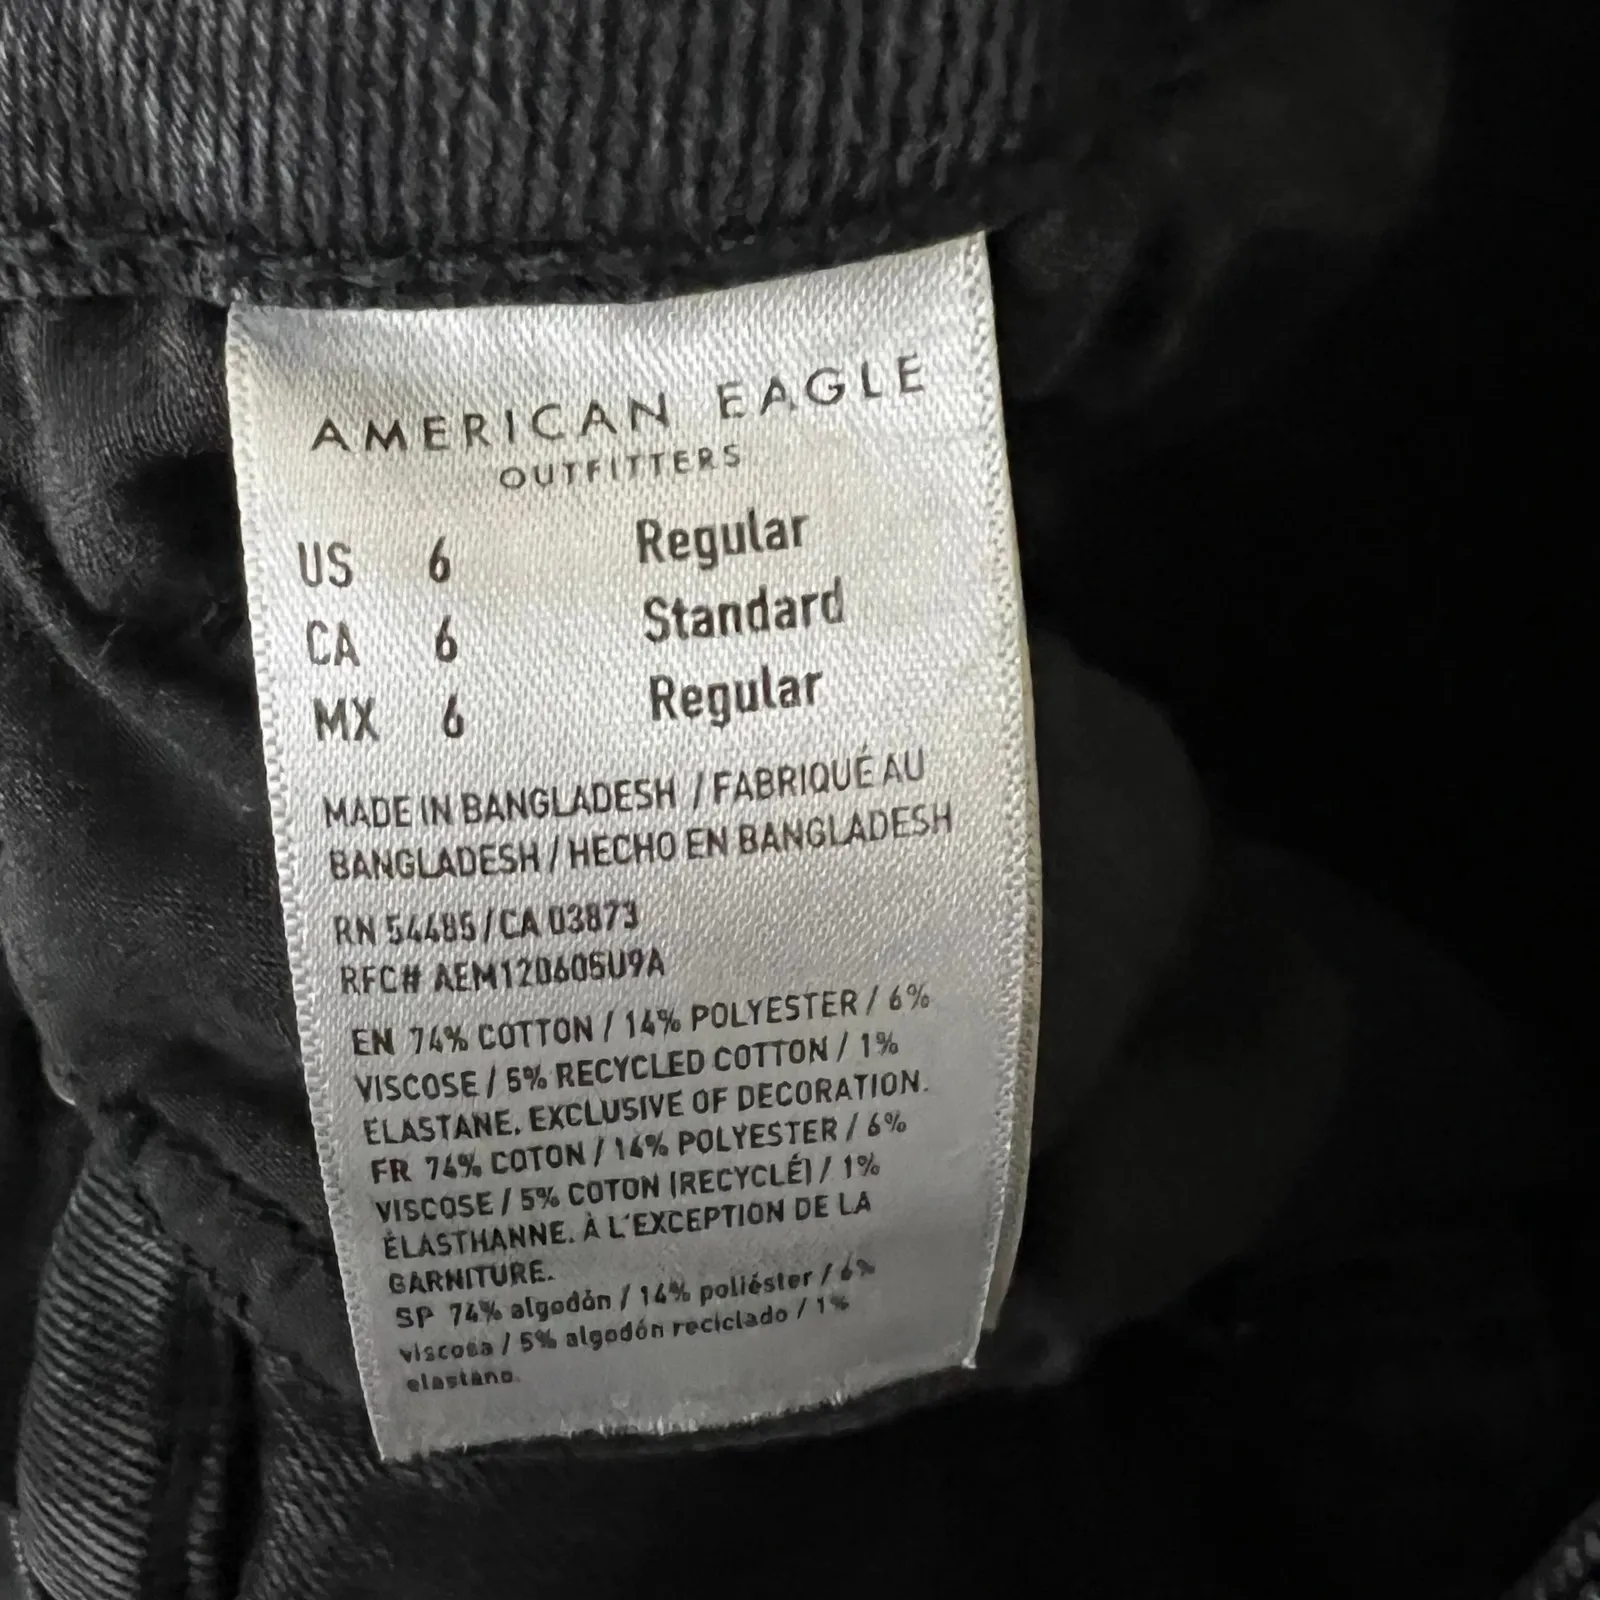 AMERICAN EAGLE
OUTFITTERS
US 6 Regular
CA 6 Standard
MX 6 Regular
MADE IN BANGLADESH / FABRIQUÉ AU
BANGLADESH / HECHO EN BANGLADESH
RN 54485 / CA 03873
RFC# AEM120605U9A
EN 74% COTTON / 14% POLYESTER / 6%
VISCOSE / 5% RECYCLED COTTON / 1%
ELASTANE. EXCLUSIVE OF DECORATION.
FR 74% COTON / 14% POLYESTER / 6%
VISCOSE / 5% COTON (RECYCLÉ) / 1%
ÉLASTHANNE. À L'EXCEPTION DE LA
GARNITURE.
SP 74% algodón / 14% poliéster / 6%
viscosa / 5% algodón reciclado / 1%
elastano.